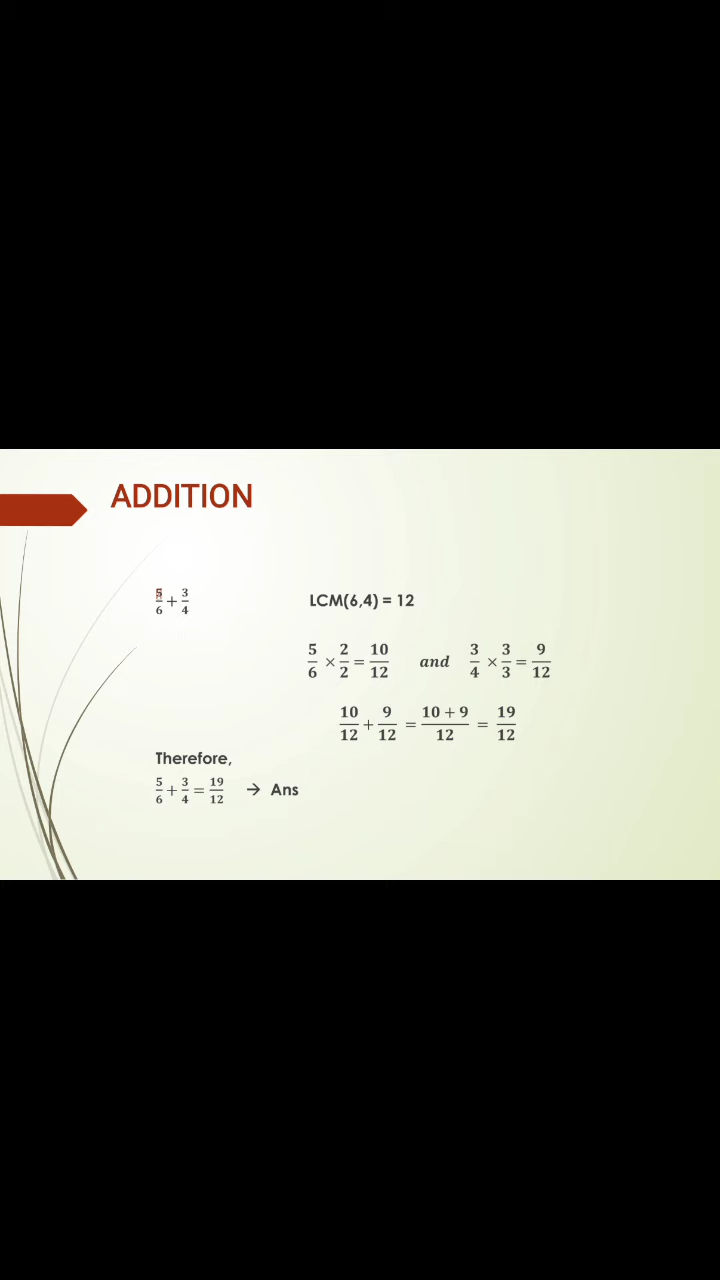 ADDITION
5/6 + 3/4
LCM(6,4) = 12
5/6 × 2/2 = 10/12 and 3/4 × 3/3 = 9/12
10/12 + 9/12 = 10 + 9/12 = 19/12
Therefore,
5/6 + 3/4 = 19/12 → Ans